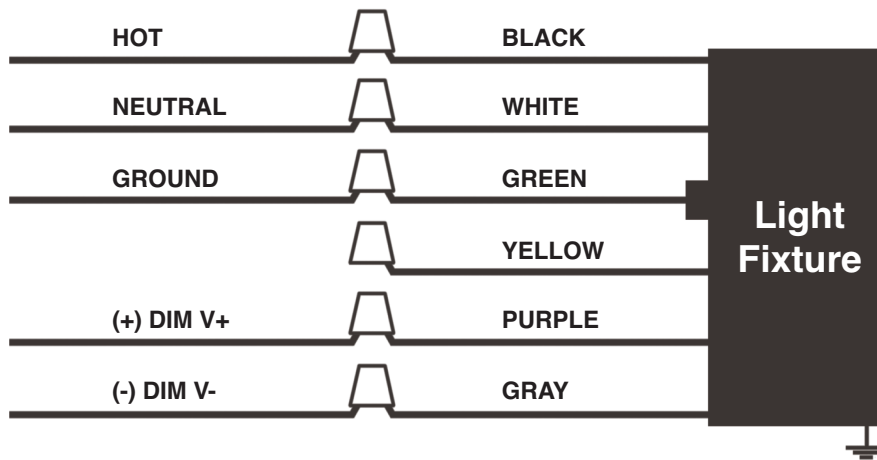 HOT BLACK
NEUTRAL WHITE
GROUND GREEN
YELLOW
(+) DIM V+ PURPLE
(-) DIM V- GRAY
Light
Fixture